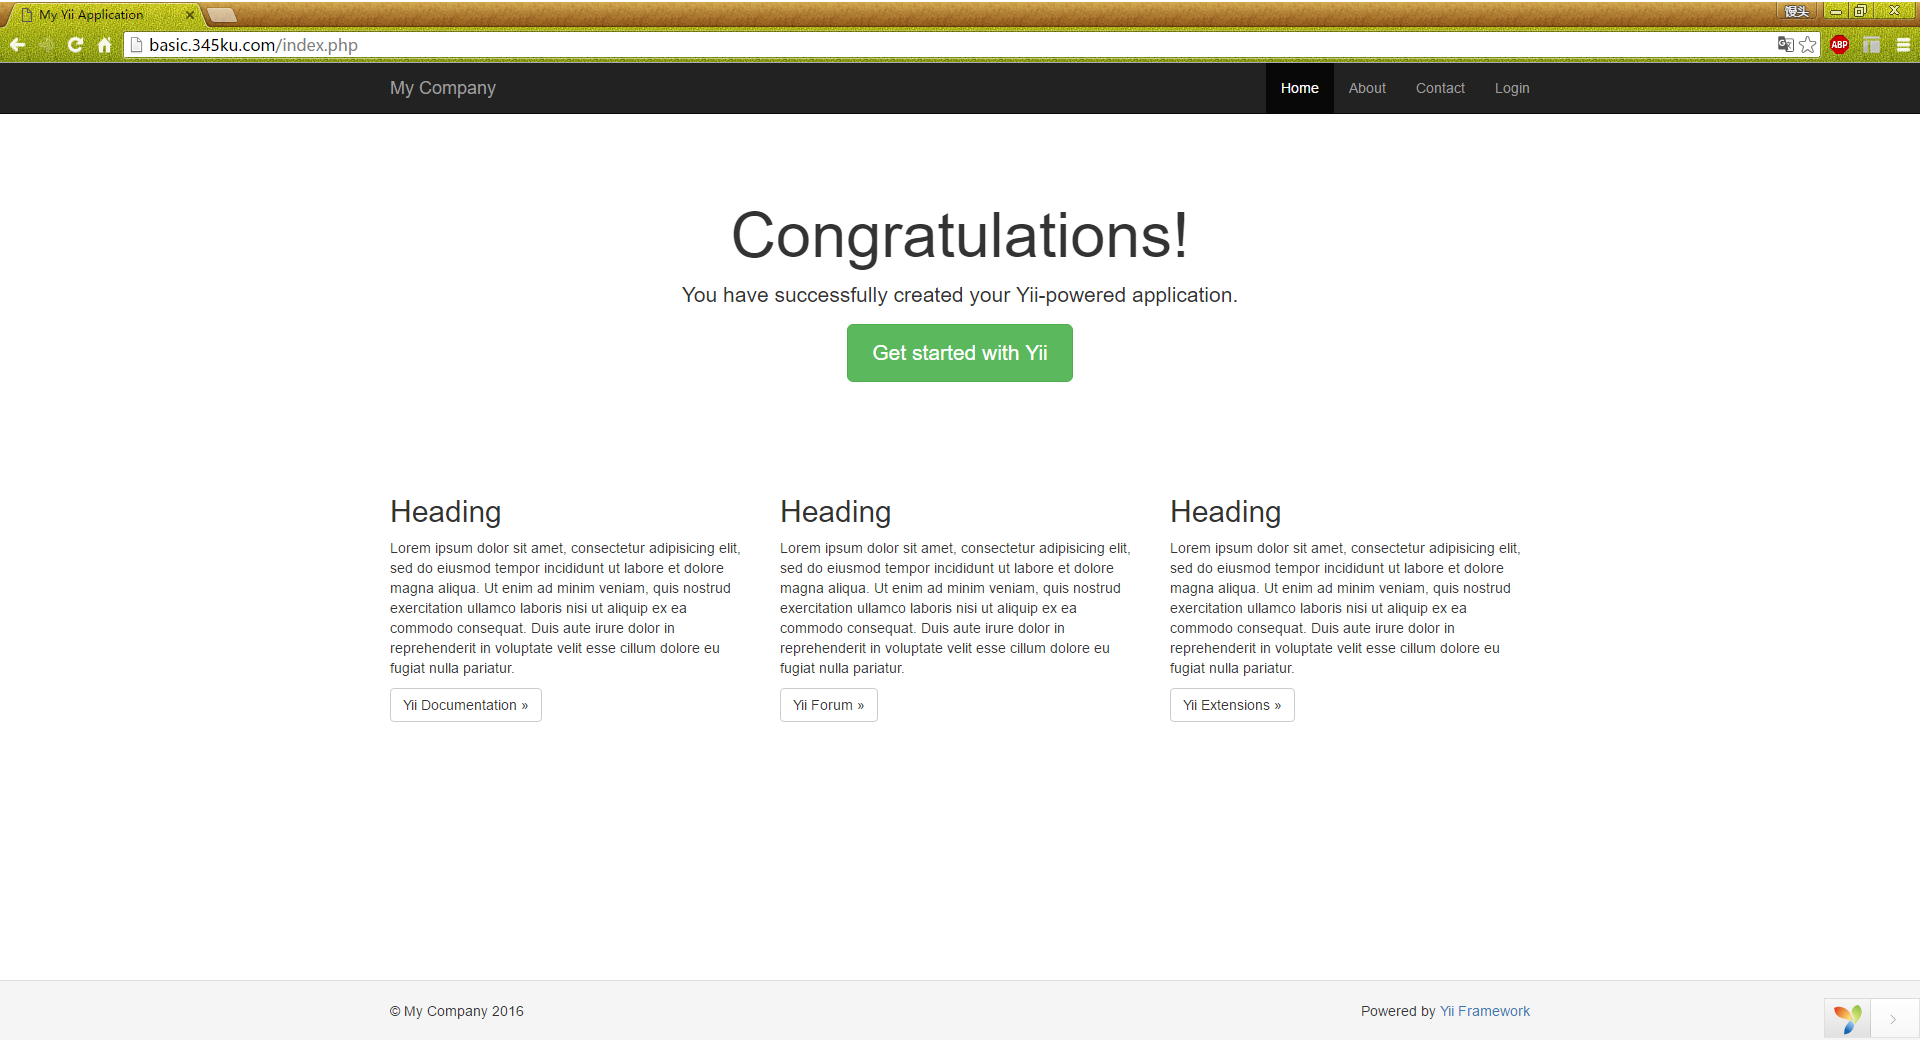 My Yii Application
馒头
basic.345ku.com/index.php
ABP
My Company
Home
About
Contact
Login
Congratulations!
You have successfully created your Yii-powered application.
Get started with Yii
Heading
Lorem ipsum dolor sit amet, consectetur adipisicing elit,
sed do eiusmod tempor incididunt ut labore et dolore
magna aliqua. Ut enim ad minim veniam, quis nostrud
exercitation ullamco laboris nisi ut aliquip ex ea
commodo consequat. Duis aute irure dolor in
reprehenderit in voluptate velit esse cillum dolore eu
fugiat nulla pariatur.
Yii Documentation »
Heading
Lorem ipsum dolor sit amet, consectetur adipisicing elit,
sed do eiusmod tempor incididunt ut labore et dolore
magna aliqua. Ut enim ad minim veniam, quis nostrud
exercitation ullamco laboris nisi ut aliquip ex ea
commodo consequat. Duis aute irure dolor in
reprehenderit in voluptate velit esse cillum dolore eu
fugiat nulla pariatur.
Yii Forum »
Heading
Lorem ipsum dolor sit amet, consectetur adipisicing elit,
sed do eiusmod tempor incididunt ut labore et dolore
magna aliqua. Ut enim ad minim veniam, quis nostrud
exercitation ullamco laboris nisi ut aliquip ex ea
commodo consequat. Duis aute irure dolor in
reprehenderit in voluptate velit esse cillum dolore eu
fugiat nulla pariatur.
Yii Extensions »
© My Company 2016
Powered by Yii Framework